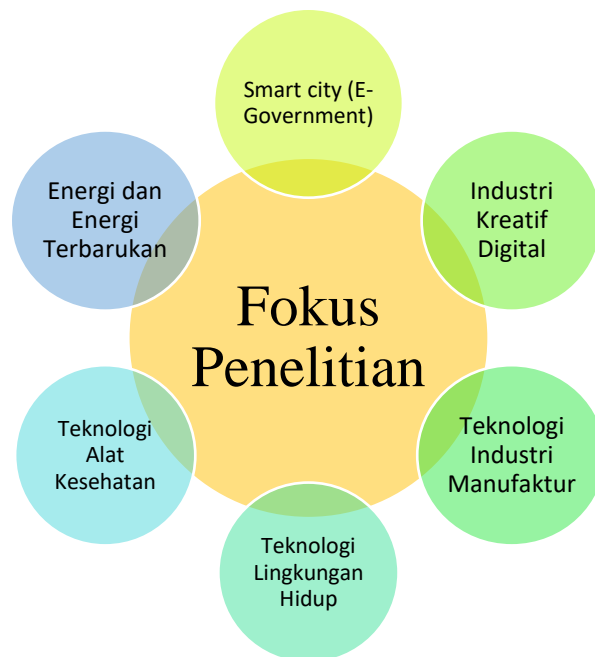 Smart city (E-
Government)
Industri
Kreatif
Digital
Teknologi
Industri
Manufaktur
Teknologi
Lingkungan
Hidup
Teknologi
Alat
Kesehatan
Energi dan
Energi
Terbarukan
Fokus
Penelitian